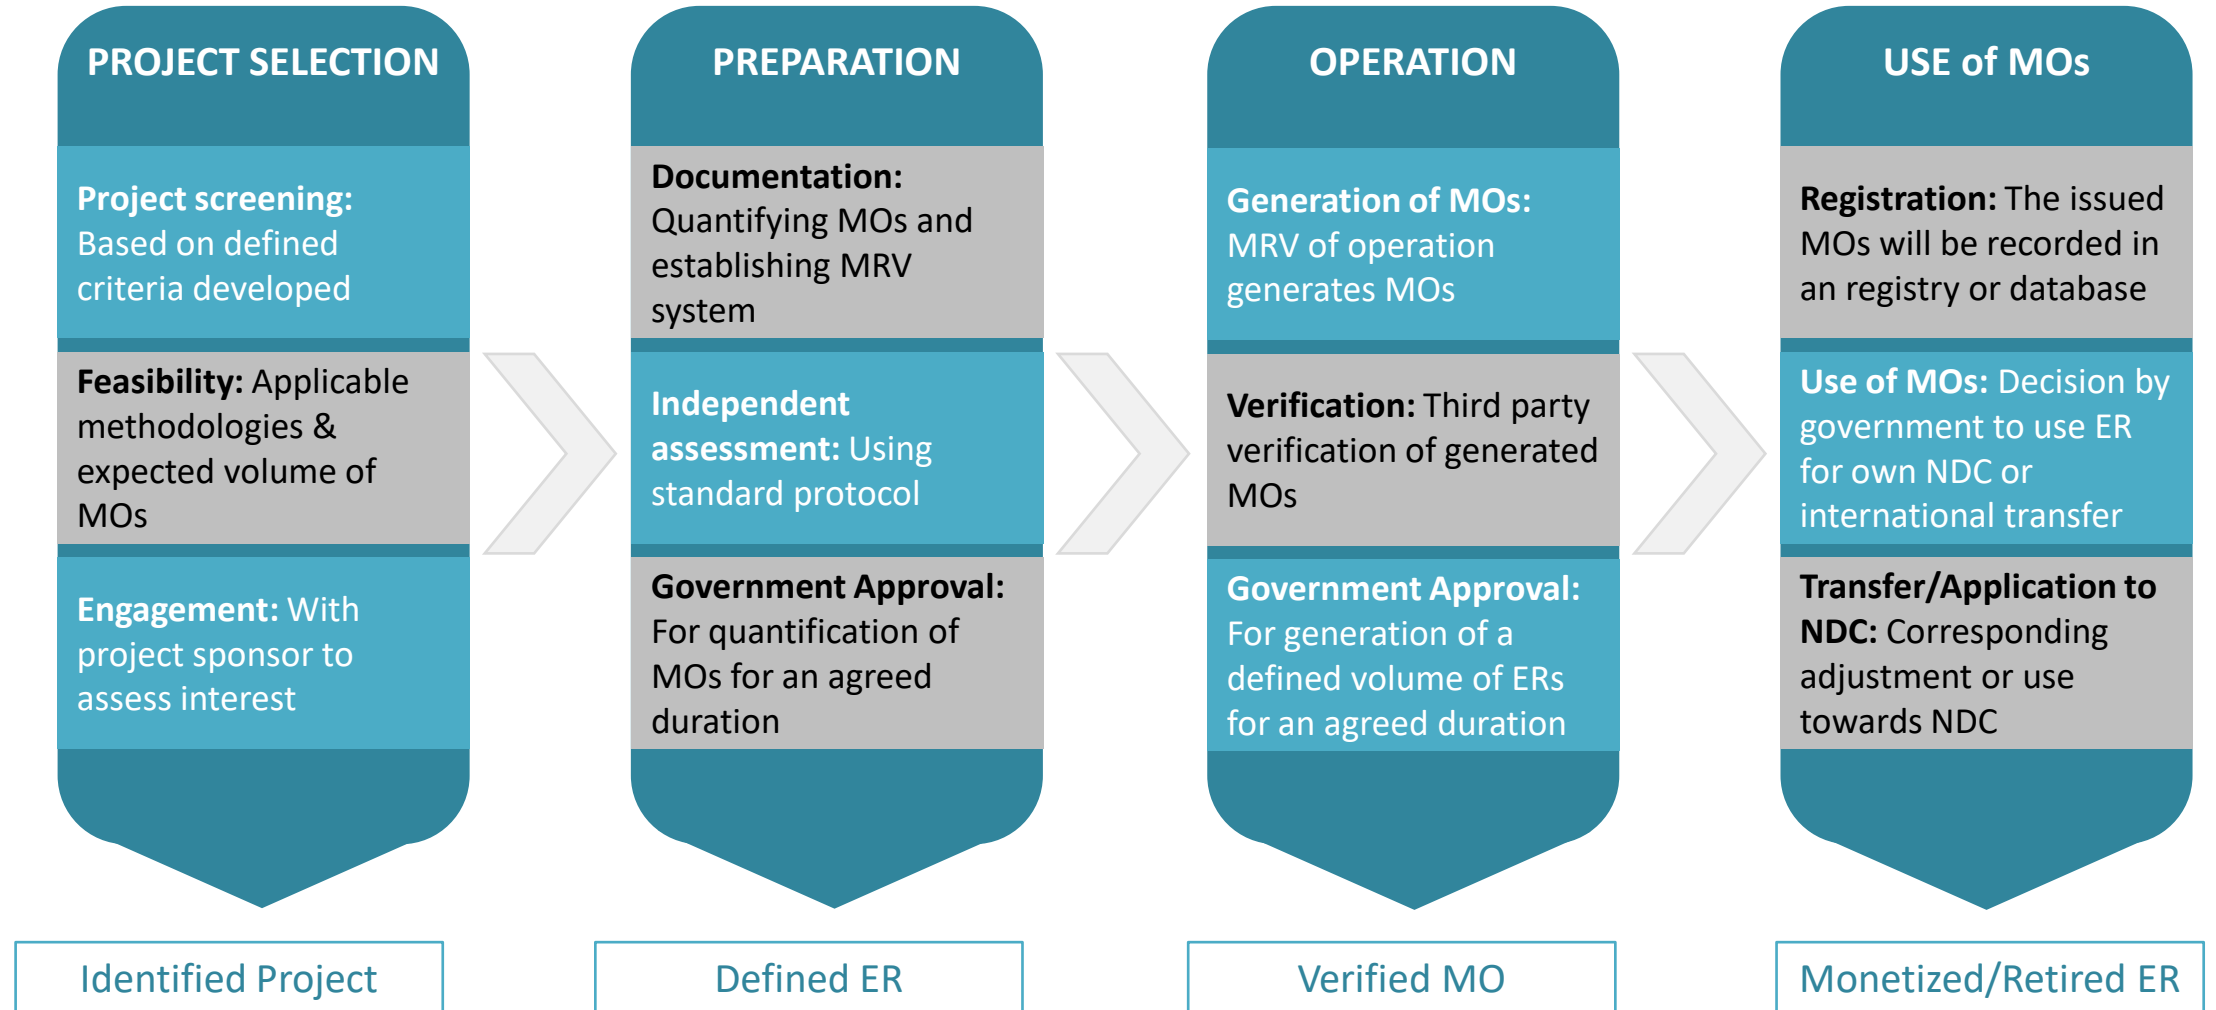 PROJECT SELECTION
Project screening:
Based on defined
criteria developed
Feasibility: Applicable
methodologies &
expected volume of
MOs
Engagement: With
project sponsor to
assess interest
Identified Project
PREPARATION
Documentation:
Quantifying MOs and
establishing MRV
system
Independent
assessment: Using
standard protocol
Government Approval:
For quantification of
MOs for an agreed
duration
Defined ER
OPERATION
Generation of MOs:
MRV of operation
generates MOs
Verification: Third party
verification of generated
MOs
Government Approval:
For generation of a
defined volume of ERs
for an agreed duration
Verified MO
USE of MOs
Registration: The issued
MOs will be recorded in
an registry or database
Use of MOs: Decision by
government to use ER
for own NDC or
international transfer
Transfer/Application to
NDC: Corresponding
adjustment or use
towards NDC
Monetized/Retired ER